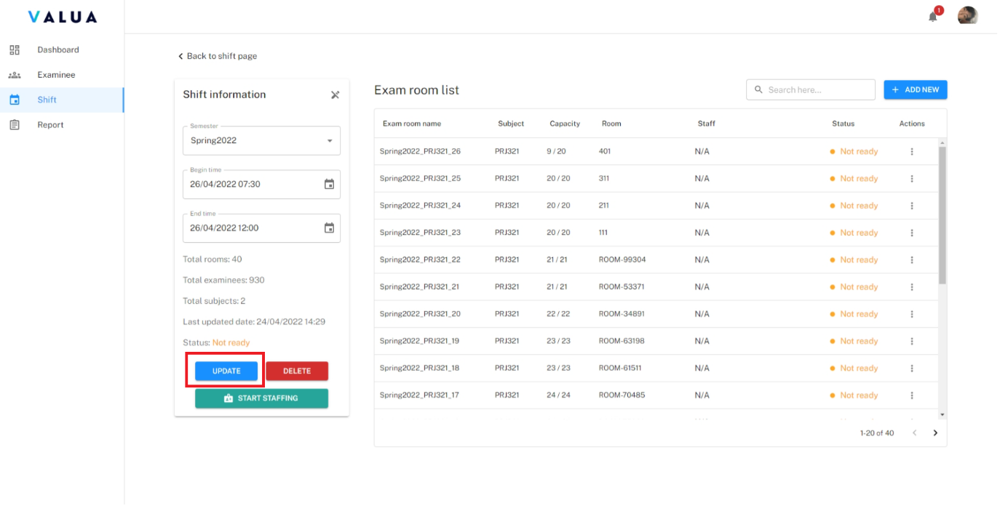 VALUA
1
Dashboard
Examinee
Shift
Report
Back to shift page
Shift information
Semester
Spring2022
Begin time
26/04/2022 07:30
End time
26/04/2022 12:00
Total rooms: 40
Total examinees: 930
Total subjects: 2
Last updated date: 24/04/2022 14:29
Status: Not ready
UPDATE DELETE
START STAFFING
Exam room list
Search here...
+ ADD NEW
Exam room name Subject Capacity Room Staff Status Actions
Spring2022_PRJ321_26 PRJ321 9 / 20 401 N/A Not ready
Spring2022_PRJ321_25 PRJ321 20 / 20 311 N/A Not ready
Spring2022_PRJ321_24 PRJ321 20 / 20 211 N/A Not ready
Spring2022_PRJ321_23 PRJ321 20 / 20 111 N/A Not ready
Spring2022_PRJ321_22 PRJ321 21 / 21 ROOM-99304 N/A Not ready
Spring2022_PRJ321_21 PRJ321 21 / 21 ROOM-53371 N/A Not ready
Spring2022_PRJ321_20 PRJ321 22 / 22 ROOM-34891 N/A Not ready
Spring2022_PRJ321_19 PRJ321 23 / 23 ROOM-63198 N/A Not ready
Spring2022_PRJ321_18 PRJ321 23 / 23 ROOM-61511 N/A Not ready
Spring2022_PRJ321_17 PRJ321 24 / 24 ROOM-70485 N/A Not ready
1-20 of 40